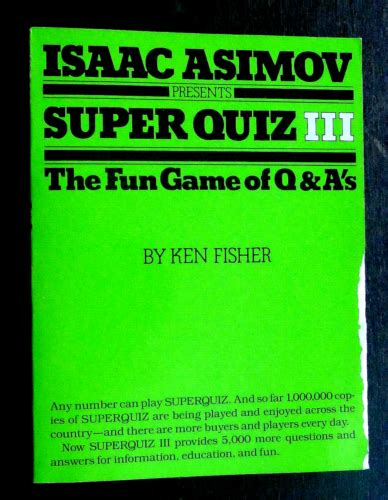 ISAAC ASIMOV
PRESENTS
SUPER QUIZ III
The Fun Game of Q & A's
BY KEN FISHER
Any number can play SUPERQUIZ. And so far 1,000,000 cop-
ies of SUPERQUIZ are being played and enjoyed across the
country—and there are more buyers and players every day.
Now SUPERQUIZ III provides 5,000 more questions and
answers for information, education, and fun.